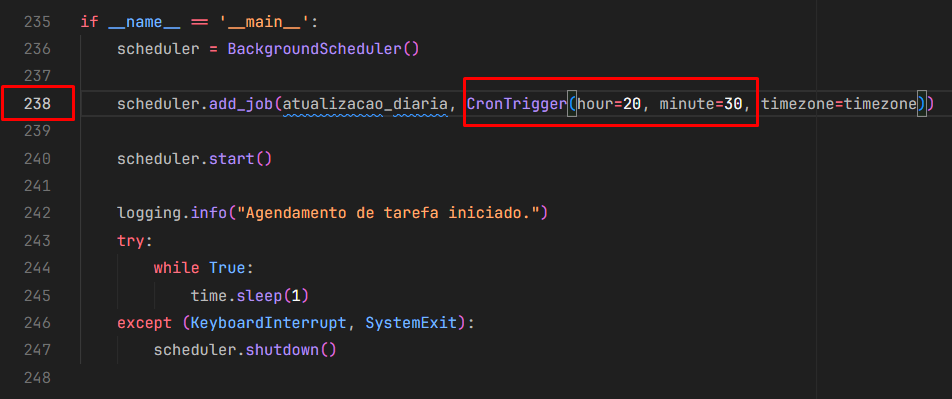 235 if __name__ == '__main__':
236     scheduler = BackgroundScheduler()
237
238     scheduler.add_job(atualizacao_diaria, CronTrigger(hour=20, minute=30, timezone=timezone))
239
240     scheduler.start()
241
242     logging.info("Agendamento de tarefa iniciado.")
243     try:
244         while True:
245             time.sleep(1)
246     except (KeyboardInterrupt, SystemExit):
247         scheduler.shutdown()
248